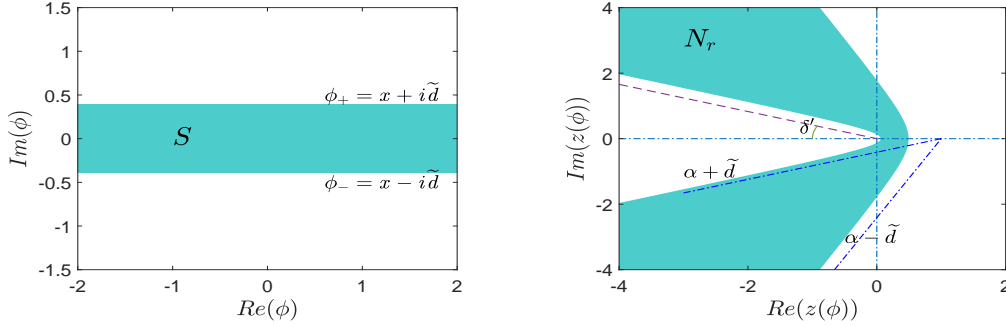 1.5
1
0.5
0
-0.5
-1
-1.5
-2
-1
0
1
2
Im(ϕ)
Re(ϕ)
S
ϕ₊ = x + id̃
ϕ₋ = x − id̃
4
2
0
-2
-4
-4
-2
0
2
Im(z(ϕ))
Re(z(ϕ))
N_r
δ′
α + d̃
α − d̃